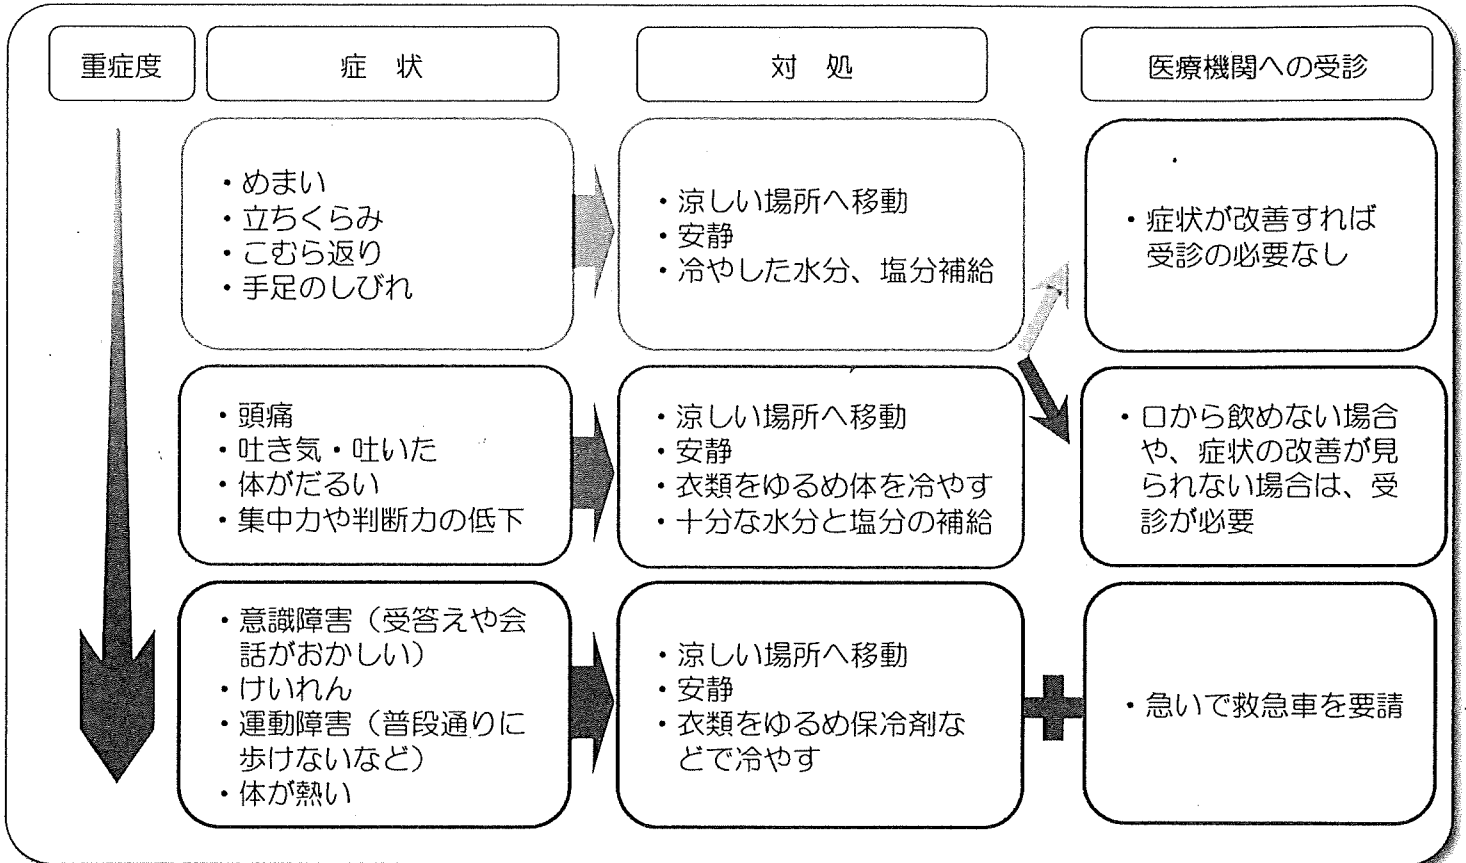 重症度
症　状
対　処
医療機関への受診
・めまい
・立ちくらみ
・こむら返り
・手足のしびれ
・涼しい場所へ移動
・安静
・冷やした水分、塩分補給
・症状が改善すれば
受診の必要なし
・頭痛
・吐き気・吐いた
・体がだるい
・集中力や判断力の低下
・涼しい場所へ移動
・安静
・衣類をゆるめ体を冷やす
・十分な水分と塩分の補給
・口から飲めない場合
や、症状の改善が見
られない場合は、受
診が必要
・意識障害（受答えや会
話がおかしい）
・けいれん
・運動障害（普段通りに
歩けないなど）
・体が熱い
・涼しい場所へ移動
・安静
・衣類をゆるめ保冷剤な
どで冷やす
・急いで救急車を要請